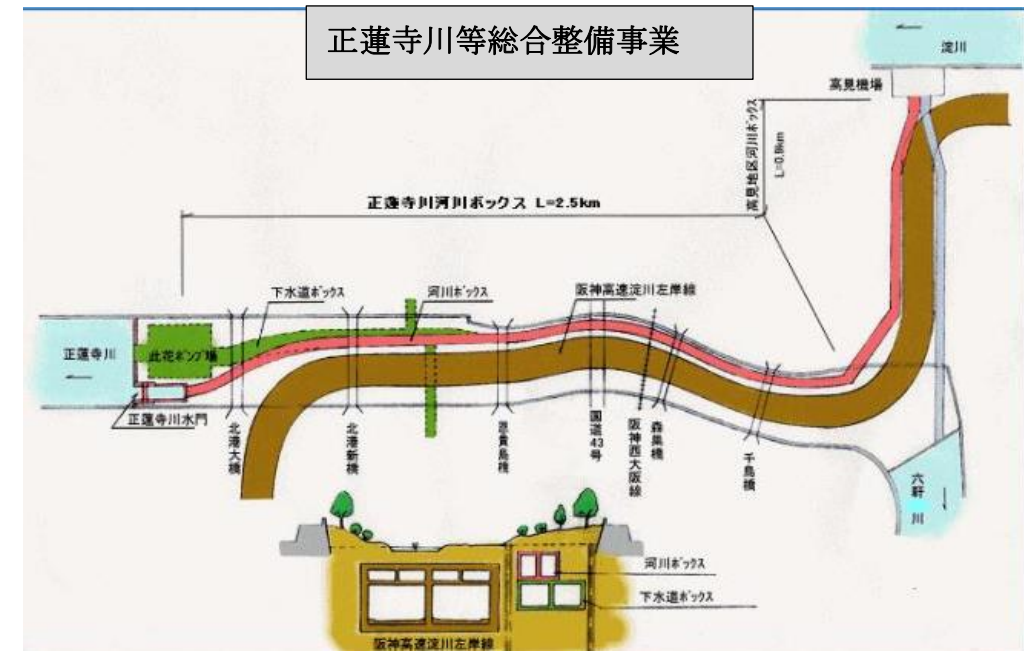 正蓮寺川等総合整備事業
淀川
高見機場
高見地区河川ボックス
L=0.8km
正蓮寺川河川ボックス L=2.5km
下水道ボックス
河川ボックス
阪神高速淀川左岸線
正蓮寺川
此花ポンプ場
正蓮寺川水門
北港大橋
北港新橋
恩貴島橋
国道43号
阪神西大阪線
森巣橋
千鳥橋
六軒川
河川ボックス
下水道ボックス
阪神高速淀川左岸線